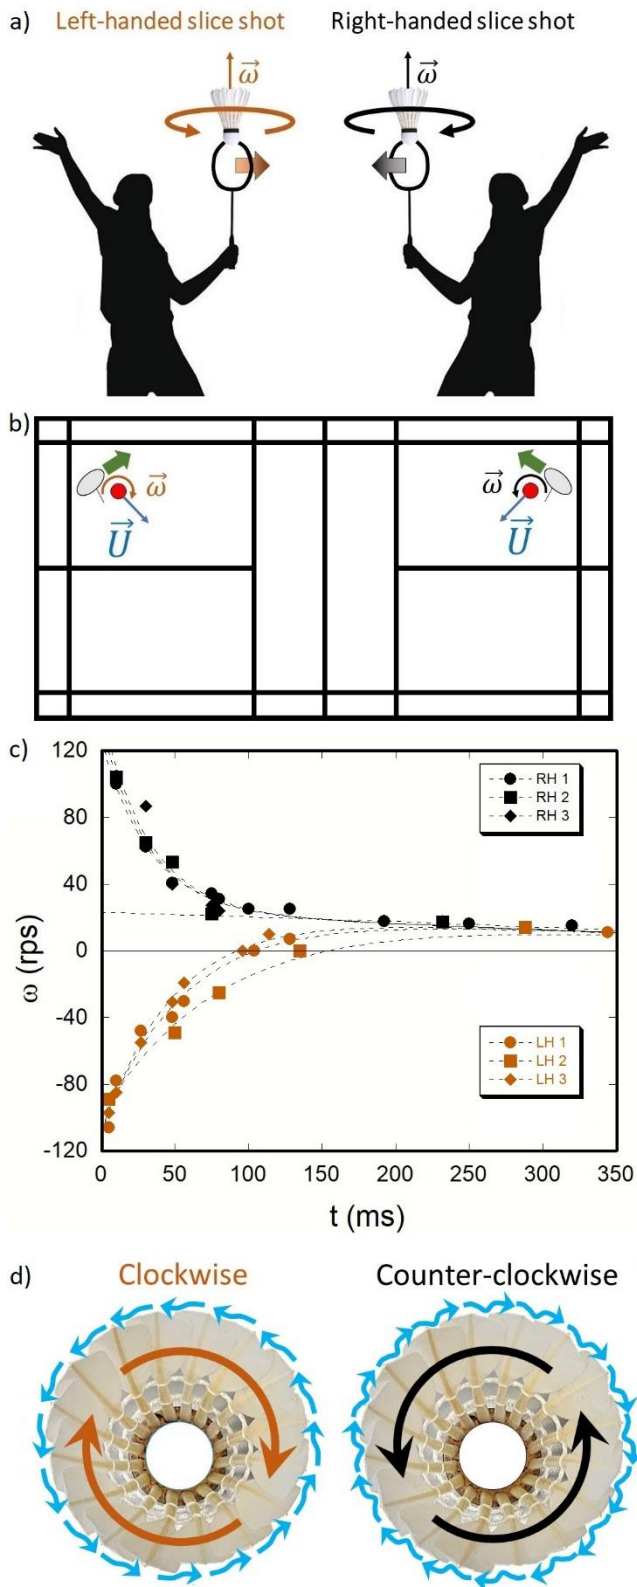 a)
Left-handed slice shot
Right-handed slice shot
ω⃗
ω⃗
b)
ω⃗
U⃗
ω⃗
U⃗
c)
120
80
40
0
-40
-80
-120
ω (rps)
RH 1
RH 2
RH 3
LH 1
LH 2
LH 3
0
50
100
150
200
250
300
350
t (ms)
d)
Clockwise
Counter-clockwise